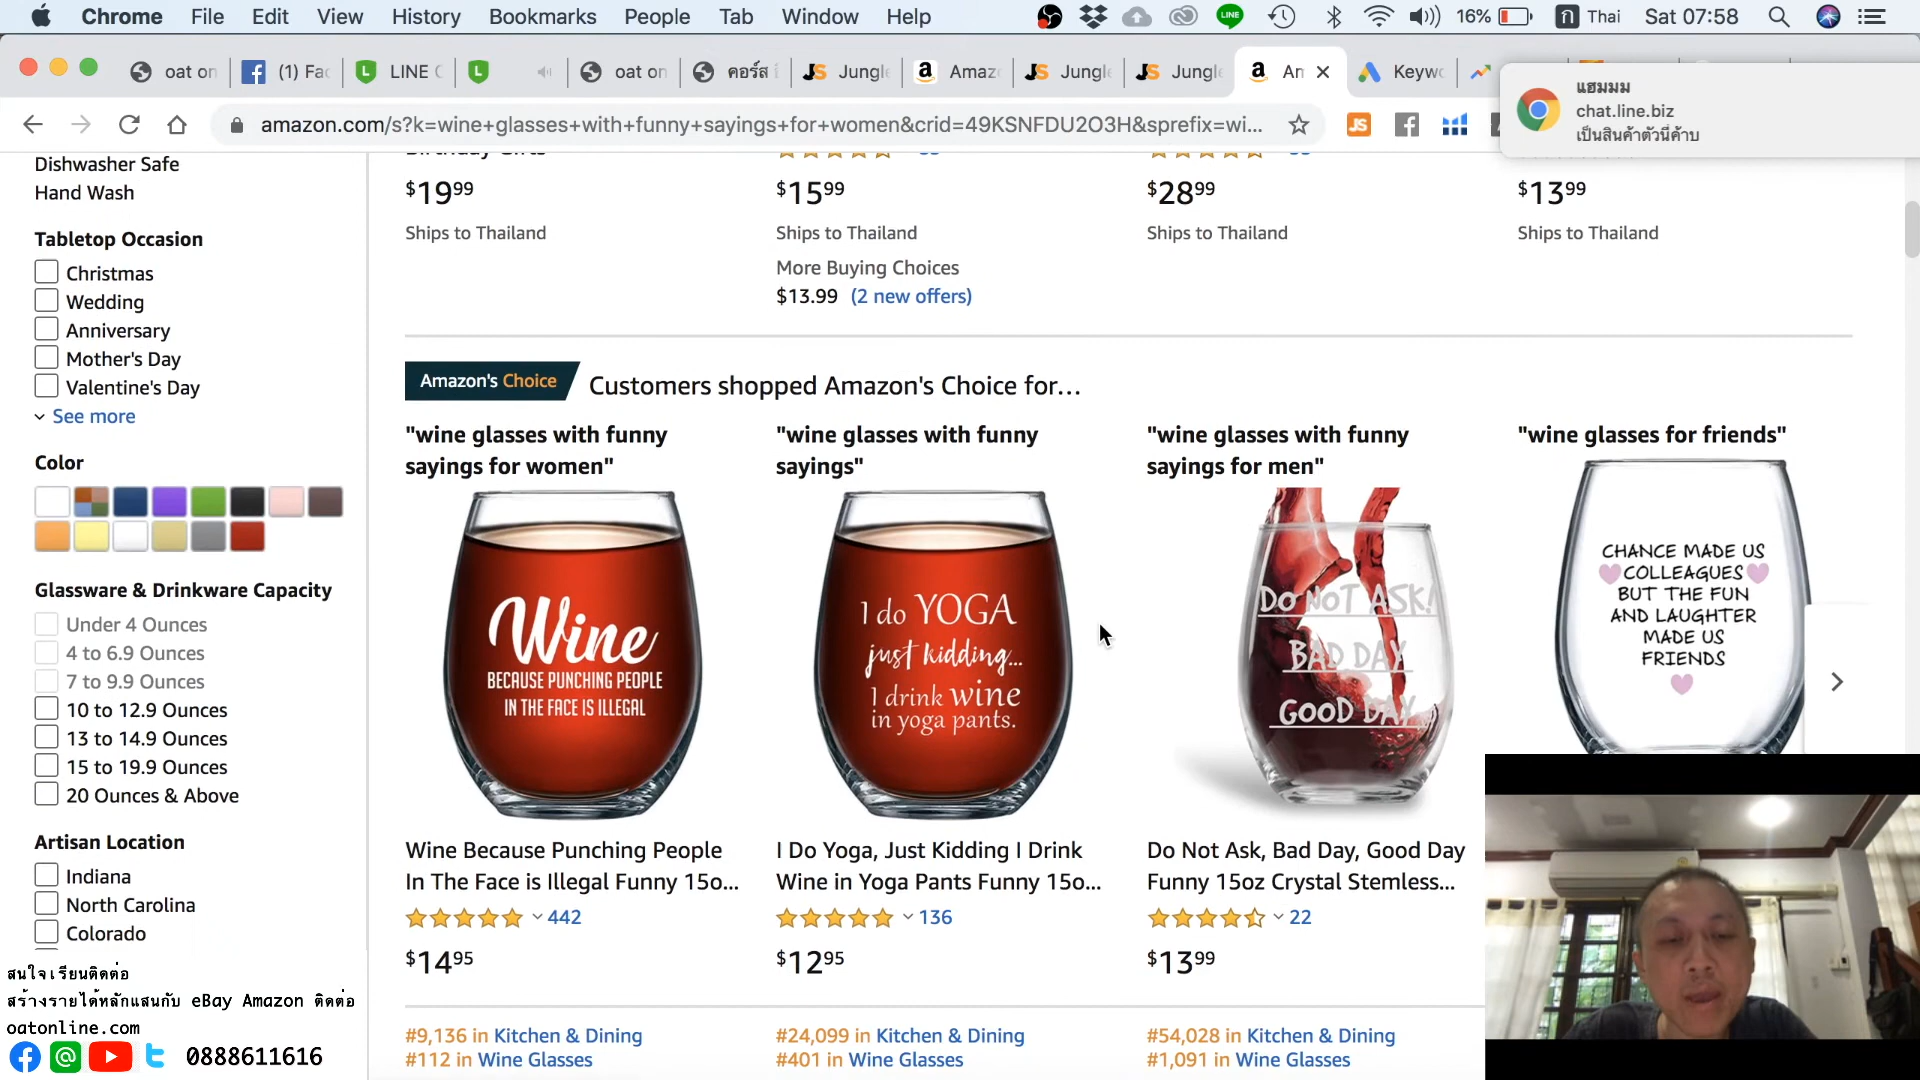 Chrome File Edit View History Bookmarks People Tab Window Help
LINE 16% ก Thai Sat 07:58
oat on (1) Fac LINE oat on คอร์ส Jungl Amaz Jungl Jungl Am Keyw
แฮมมม
chat.line.biz
เป็นสินค้าตัวนี้ค้าบ
amazon.com/s?k=wine+glasses+with+funny+sayings+for+women&crid=49KSNFDU2O3H&sprefix=wi...
Dishwasher Safe
Hand Wash
Tabletop Occasion
Christmas
Wedding
Anniversary
Mother's Day
Valentine's Day
See more
Color
Glassware & Drinkware Capacity
Under 4 Ounces
4 to 6.9 Ounces
7 to 9.9 Ounces
10 to 12.9 Ounces
13 to 14.9 Ounces
15 to 19.9 Ounces
20 Ounces & Above
Artisan Location
Indiana
North Carolina
Colorado
สนใจเรียนติดต่อ
สร้างรายได้หลักแสนกับ eBay Amazon ติดต่อ
oatonline.com
0888611616
Birthday Gifts
$19.99
Ships to Thailand
$15.99
Ships to Thailand
More Buying Choices
$13.99 (2 new offers)
$28.99
Ships to Thailand
$13.99
Ships to Thailand
Amazon's Choice Customers shopped Amazon's Choice for...
"wine glasses with funny
sayings for women"
Wine
BECAUSE PUNCHING PEOPLE
IN THE FACE IS ILLEGAL
Wine Because Punching People
In The Face is Illegal Funny 15o...
442
$14.95
#9,136 in Kitchen & Dining
#112 in Wine Glasses
"wine glasses with funny
sayings"
I do YOGA
just kidding...
I drink wine
in yoga pants.
I Do Yoga, Just Kidding I Drink
Wine in Yoga Pants Funny 15o...
136
$12.95
#24,099 in Kitchen & Dining
#401 in Wine Glasses
"wine glasses with funny
sayings for men"
DO NOT ASK!
BAD DAY
GOOD DAY
Do Not Ask, Bad Day, Good Day
Funny 15oz Crystal Stemless...
22
$13.99
#54,028 in Kitchen & Dining
#1,091 in Wine Glasses
"wine glasses for friends"
CHANCE MADE US
COLLEAGUES
BUT THE FUN
AND LAUGHTER
MADE US
FRIENDS